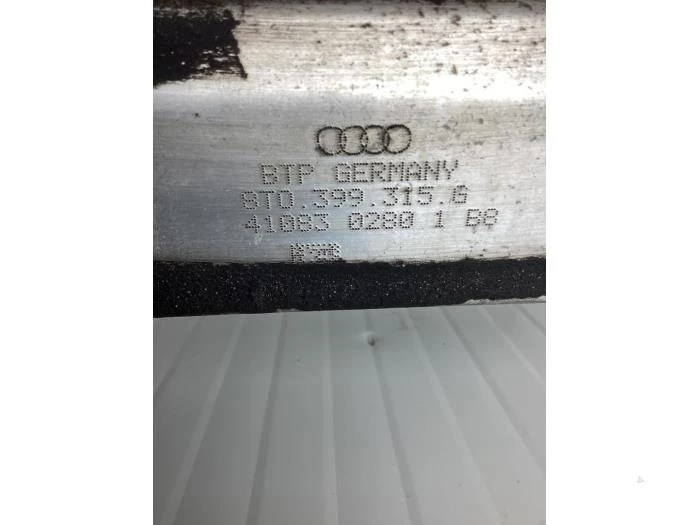 BTP GERMANY
8T0.399.315.G
41083 0280 1 B8